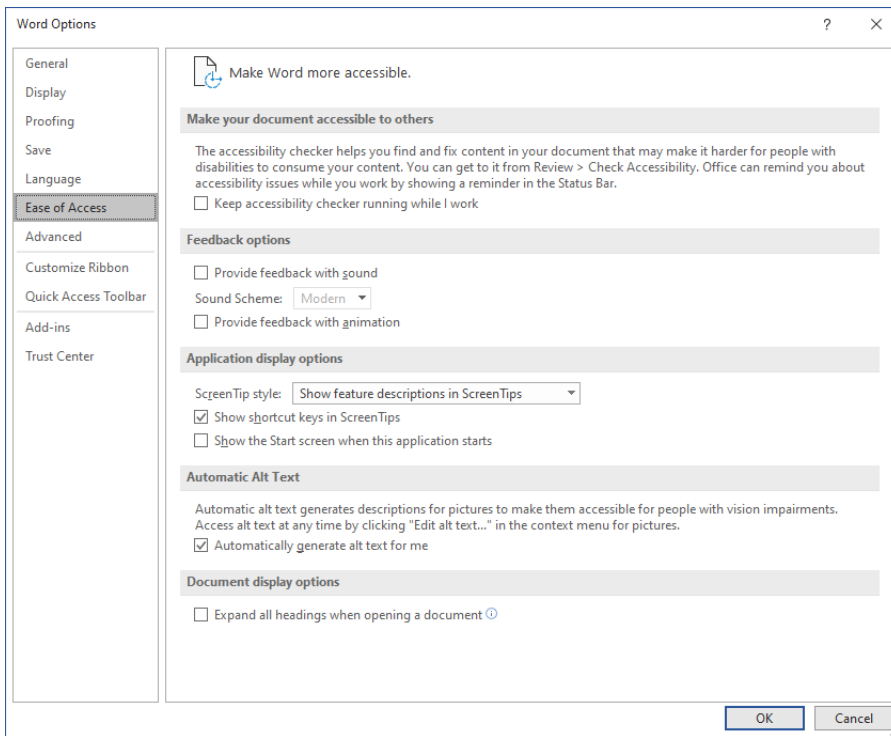 Word Options
?
General
Display
Proofing
Save
Language
Ease of Access
Advanced
Customize Ribbon
Quick Access Toolbar
Add-ins
Trust Center
Make Word more accessible.
Make your document accessible to others
The accessibility checker helps you find and fix content in your document that may make it harder for people with
disabilities to consume your content. You can get to it from Review > Check Accessibility. Office can remind you about
accessibility issues while you work by showing a reminder in the Status Bar.
Keep accessibility checker running while I work
Feedback options
Provide feedback with sound
Sound Scheme: Modern
Provide feedback with animation
Application display options
ScreenTip style: Show feature descriptions in ScreenTips
Show shortcut keys in ScreenTips
Show the Start screen when this application starts
Automatic Alt Text
Automatic alt text generates descriptions for pictures to make them accessible for people with vision impairments.
Access alt text at any time by clicking "Edit alt text..." in the context menu for pictures.
Automatically generate alt text for me
Document display options
Expand all headings when opening a document
OK Cancel